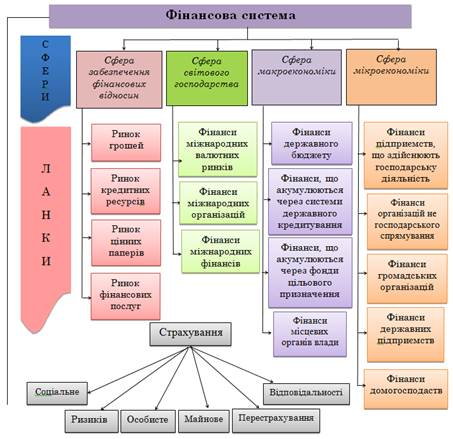 Фінансова система
С
Ф
Е
Р
И
Сфера
забезпечення
фінансових
відносин
Сфера
світового
господарства
Сфера
макроекономіки
Сфера
мікроекономіки
Л
А
Н
К
И
Ринок
грошей
Ринок
кредитних
ресурсів
Ринок
цінних
паперів
Ринок
фінансових
послуг
Фінанси
міжнародних
валютних
ринків
Фінанси
міжнародних
організацій
Фінанси
міжнародних
фінансів
Фінанси
державного
бюджету
Фінанси, що
акумулюються
через системи
державного
кредитування
Фінанси, що
акумулюються
через фонди
цільового
призначення
Фінанси
місцевих
органів влади
Фінанси
підприємств,
що здійснюють
господарську
діяльність
Фінанси
організацій не
господарського
спрямування
Фінанси
громадських
організацій
Фінанси
державних
підприємств
Фінанси
домогосподаств
Страхування
Соціальне
Ризиків
Особисте
Майнове
Перестрахування
Відповідальності